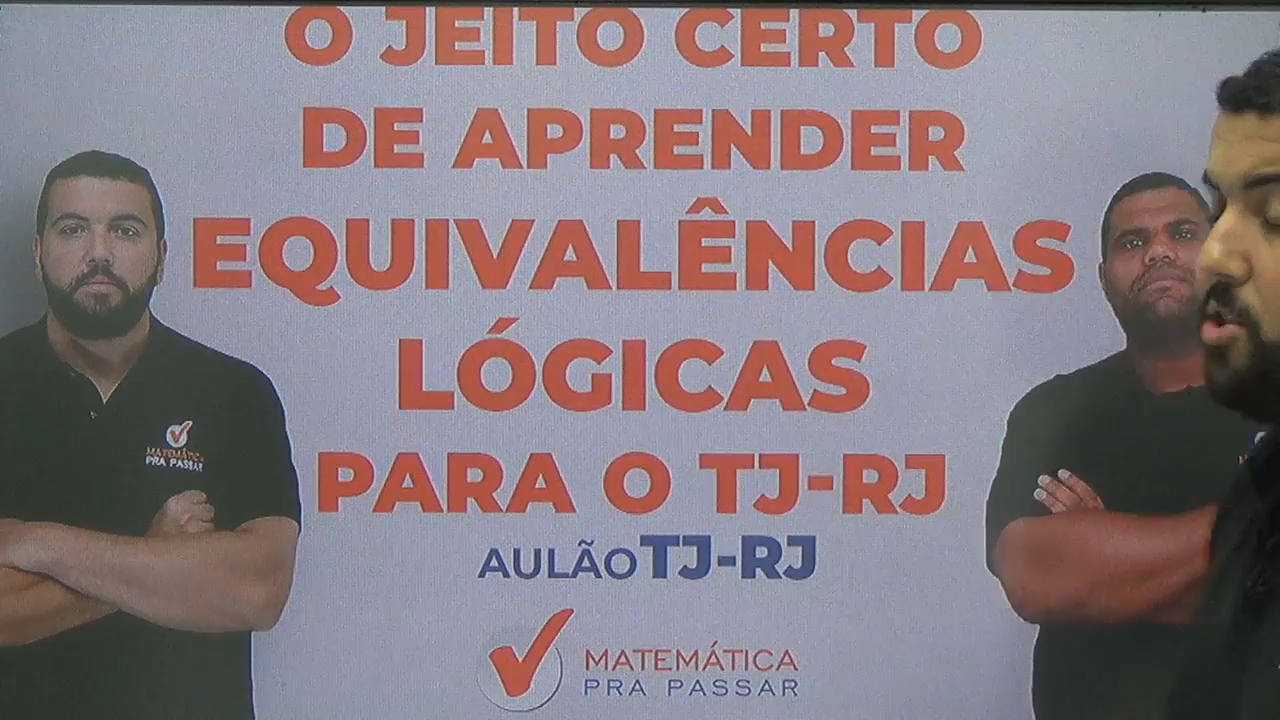 O JEITO CERTO
DE APRENDER
EQUIVALÊNCIAS
LÓGICAS
PARA O TJ-RJ
AULÃO TJ-RJ
MATEMÁTICA
PRA PASSAR
MATEMÁTICA
PRA PASSAR